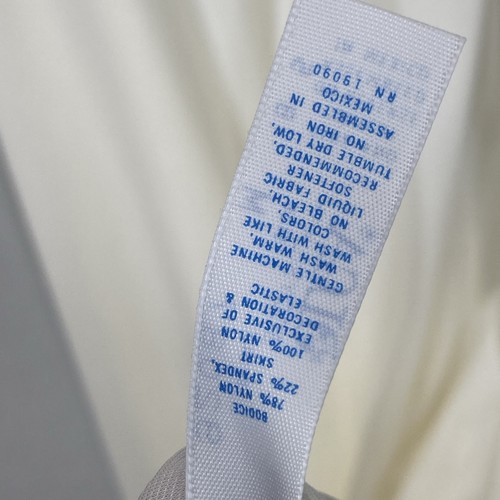 BODICE
78% NYLON
22% SPANDEX,
SKIRT
100% NYLON
EXCLUSIVE OF
DECORATION &
ELASTIC
GENTLE MACHINE
WASH WARM.
WASH WITH LIKE
COLORS.
NO BLEACH.
LIQUID FABRIC
SOFTENER
RECOMMENDED.
TUMBLE DRY LOW.
NO IRON
ASSEMBLED IN
MEXICO
RN 19090